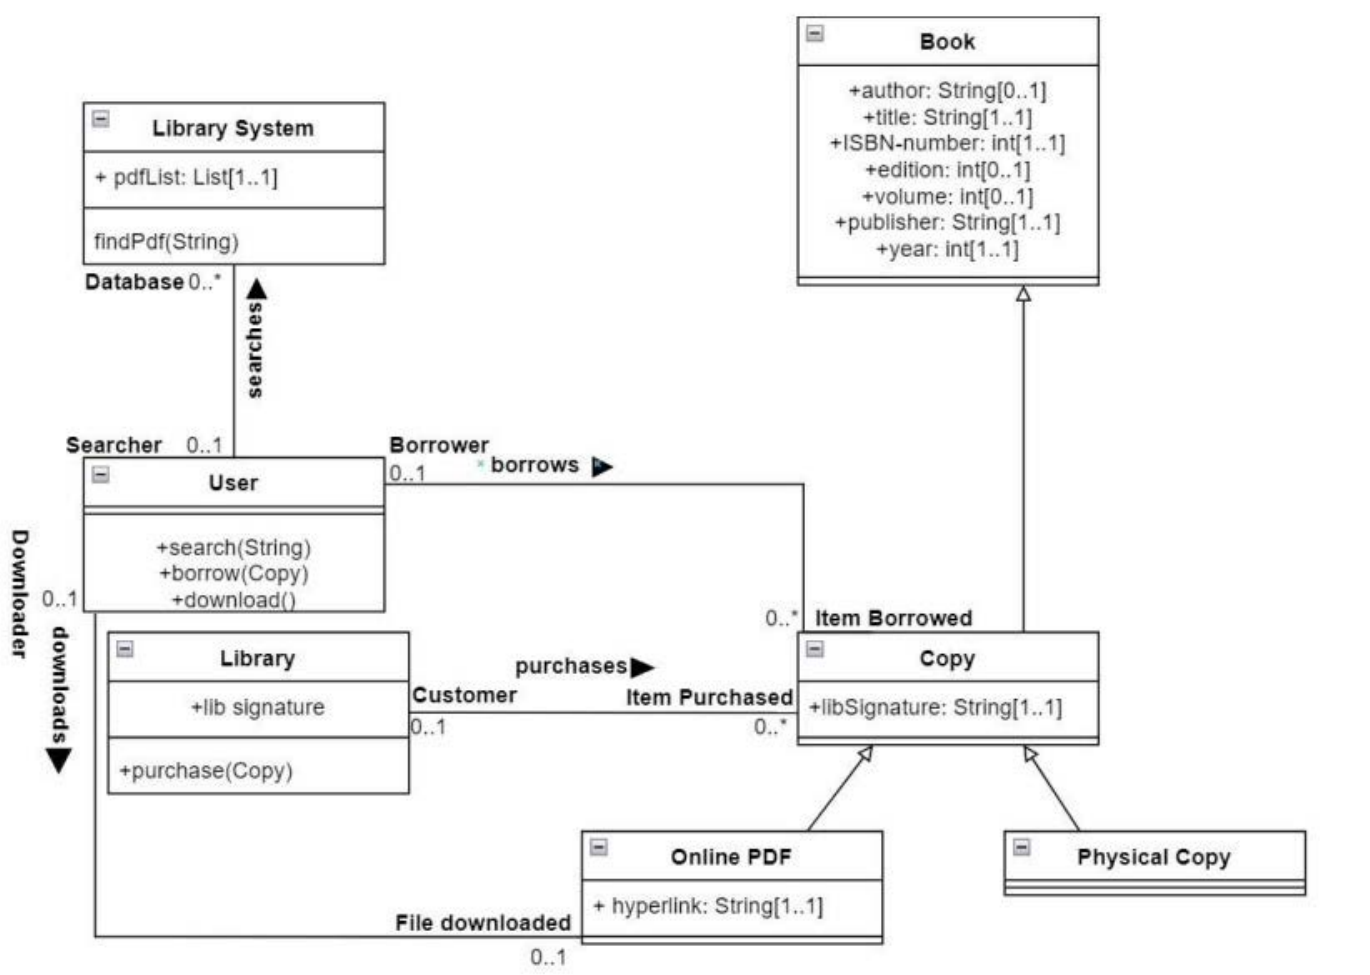 Book
+author: String[0..1]
+title: String[1..1]
+ISBN-number: int[1..1]
+edition: int[0..1]
+volume: int[0..1]
+publisher: String[1..1]
+year: int[1..1]
Library System
+ pdfList: List[1..1]
findPdf(String)
Database 0..*
searches
Searcher 0..1
User
+search(String)
+borrow(Copy)
+download()
Borrower
0..1
borrows
0..* Item Borrowed
Downloader
0..1
downloads
Library
+lib signature
+purchase(Copy)
purchases
Customer
0..1
Item Purchased
0..*
Copy
+libSignature: String[1..1]
Online PDF
+ hyperlink: String[1..1]
Physical Copy
File downloaded
0..1